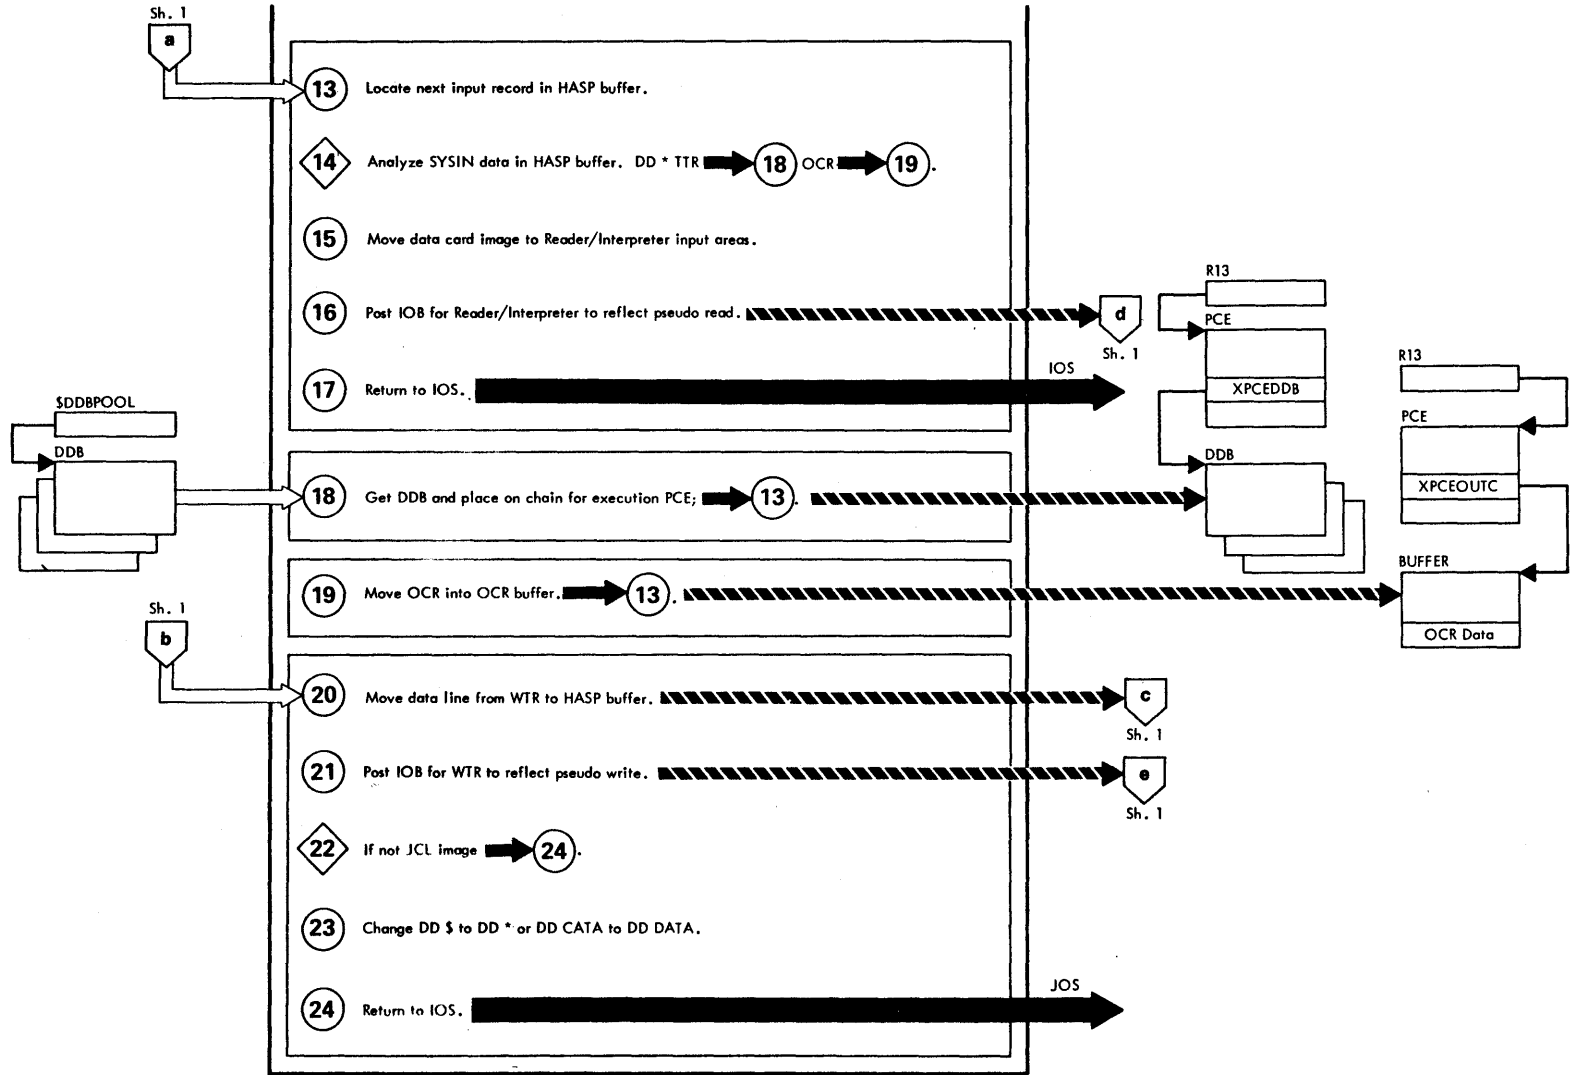 Sh. 1
a
13 Locate next input record in HASP buffer.
14 Analyze SYSIN data in HASP buffer. DD * TTR 18 OCR 19.
15 Move data card image to Reader/Interpreter input areas.
16 Post IOB for Reader/Interpreter to reflect pseudo read.
d
Sh. 1
17 Return to IOS.
IOS
R13
PCE
XPCEDDB
DDB
R13
PCE
XPCEOUTC
BUFFER
OCR Data
$DDBPOOL
DDB
18 Get DDB and place on chain for execution PCE; 13.
19 Move OCR into OCR buffer. 13.
Sh. 1
b
20 Move data line from WTR to HASP buffer.
c
Sh. 1
21 Post IOB for WTR to reflect pseudo write.
e
Sh. 1
22 If not JCL image 24.
23 Change DD $ to DD * or DD CATA to DD DATA.
24 Return to IOS.
JOS